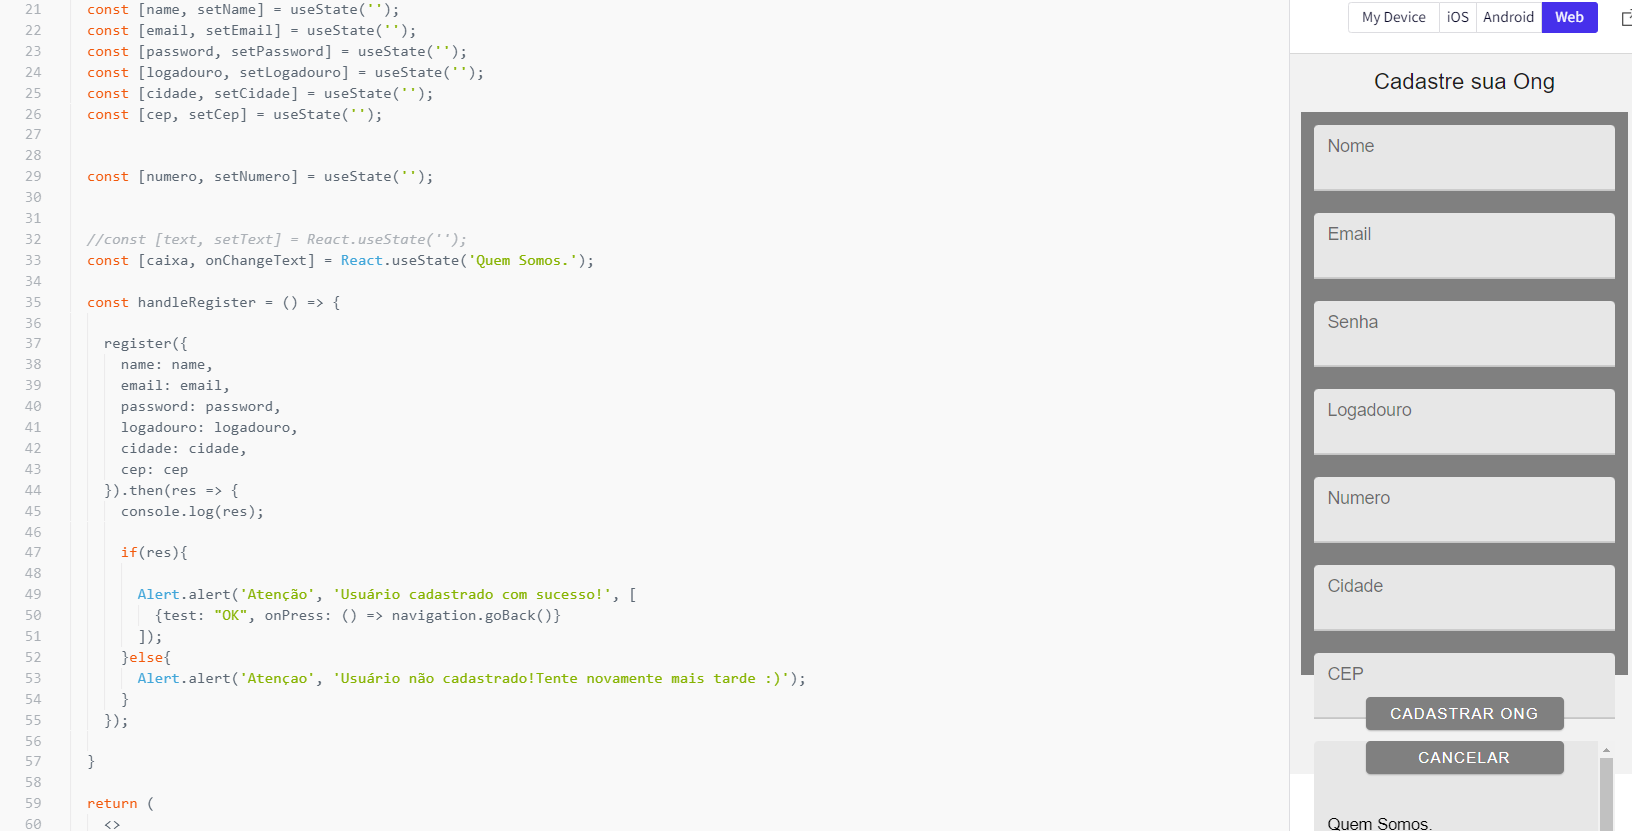 21 const [name, setName] = useState('');
22 const [email, setEmail] = useState('');
23 const [password, setPassword] = useState('');
24 const [logadouro, setLogadouro] = useState('');
25 const [cidade, setCidade] = useState('');
26 const [cep, setCep] = useState('');
27
28
29 const [numero, setNumero] = useState('');
30
31
32 //const [text, setText] = React.useState('');
33 const [caixa, onChangeText] = React.useState('Quem Somos.');
34
35 const handleRegister = () => {
36
37 register({
38 name: name,
39 email: email,
40 password: password,
41 logadouro: logadouro,
42 cidade: cidade,
43 cep: cep
44 }).then(res => {
45 console.log(res);
46
47 if(res){
48
49 Alert.alert('Atenção', 'Usuário cadastrado com sucesso!', [
50 {test: "OK", onPress: () => navigation.goBack()}
51 ]);
52 }else{
53 Alert.alert('Atençao', 'Usuário não cadastrado!Tente novamente mais tarde :)');
54 }
55 });
56
57 }
58
59 return (
60 <>
My Device iOS Android Web
Cadastre sua Ong
Nome
Email
Senha
Logadouro
Numero
Cidade
CEP
CADASTRAR ONG
CANCELAR
Quem Somos.